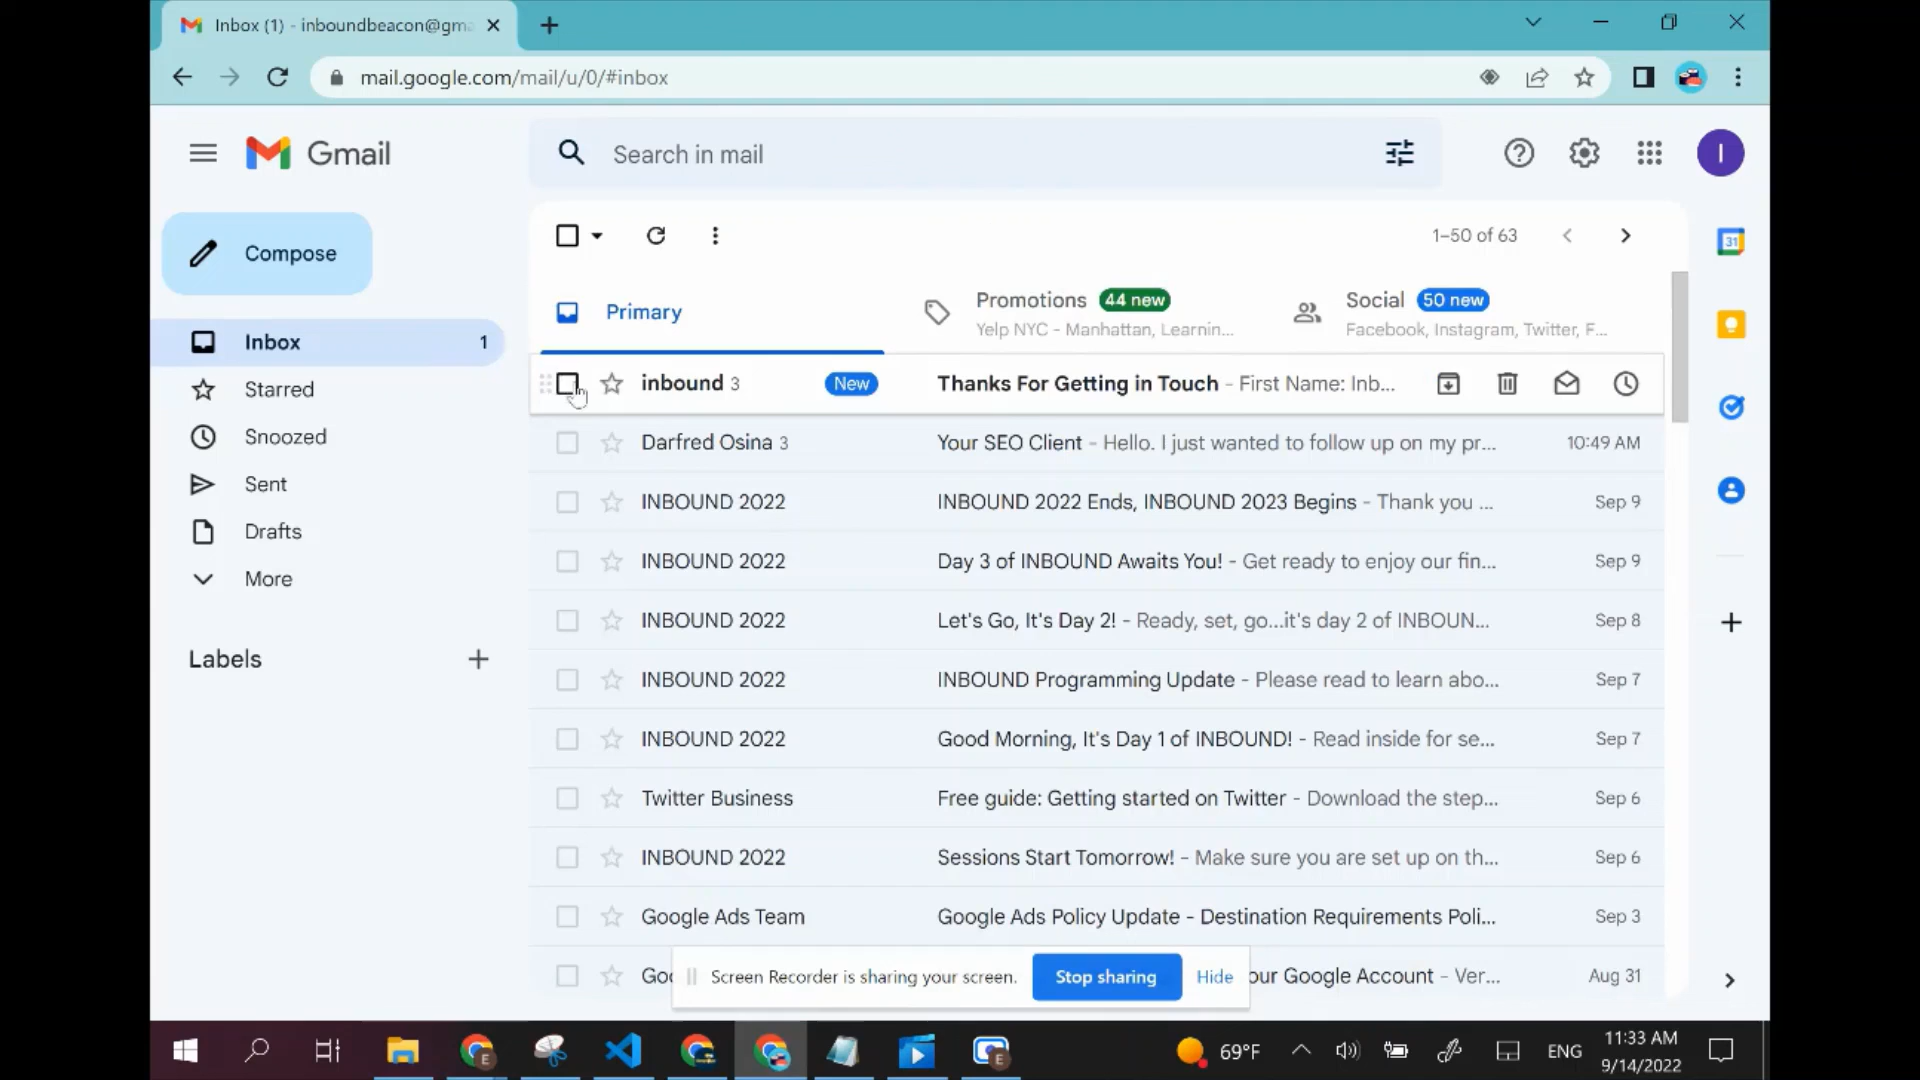 Inbox (1) - inboundbeacon@gma
mail.google.com/mail/u/0/#inbox
Gmail
Search in mail
I
Compose
1–50 of 63
31
Primary
Promotions 44 new
Yelp NYC - Manhattan, Learnin...
Social 50 new
Facebook, Instagram, Twitter, F...
Inbox 1
Starred
Snoozed
Sent
Drafts
More
Labels
inbound 3 New Thanks For Getting in Touch - First Name: Inb...
Darfred Osina 3 Your SEO Client - Hello. I just wanted to follow up on my pr... 10:49 AM
INBOUND 2022 INBOUND 2022 Ends, INBOUND 2023 Begins - Thank you ... Sep 9
INBOUND 2022 Day 3 of INBOUND Awaits You! - Get ready to enjoy our fin... Sep 9
INBOUND 2022 Let's Go, It's Day 2! - Ready, set, go...it's day 2 of INBOUN... Sep 8
INBOUND 2022 INBOUND Programming Update - Please read to learn abo... Sep 7
INBOUND 2022 Good Morning, It's Day 1 of INBOUND! - Read inside for se... Sep 7
Twitter Business Free guide: Getting started on Twitter - Download the step... Sep 6
INBOUND 2022 Sessions Start Tomorrow! - Make sure you are set up on th... Sep 6
Google Ads Team Google Ads Policy Update - Destination Requirements Poli... Sep 3
Goo our Google Account - Ver... Aug 31
Screen Recorder is sharing your screen. Stop sharing Hide
E
E
69°F
ENG
11:33 AM
9/14/2022